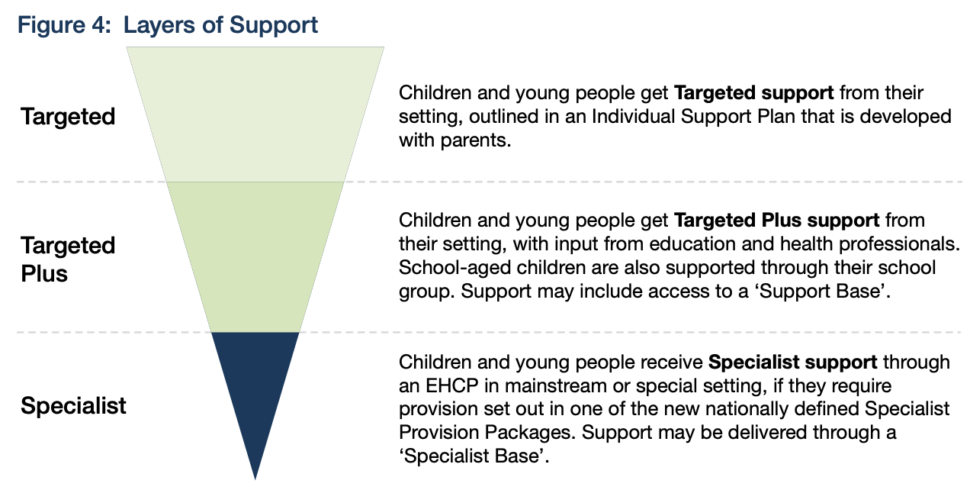 Figure 4: Layers of Support
Targeted
Children and young people get Targeted support from their
setting, outlined in an Individual Support Plan that is developed
with parents.
Targeted
Plus
Children and young people get Targeted Plus support from
their setting, with input from education and health professionals.
School-aged children are also supported through their school
group. Support may include access to a ‘Support Base’.
Specialist
Children and young people receive Specialist support through
an EHCP in mainstream or special setting, if they require
provision set out in one of the new nationally defined Specialist
Provision Packages. Support may be delivered through a
‘Specialist Base’.